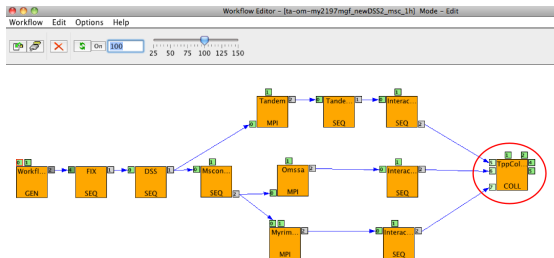 Workflow Editor - [ta-om-my2197mgf_newDSS2_msc_1h] Mode - Edit
Workflow Edit Options Help
On 100
25 50 75 100 125 150
Tandem
MPI
Tande...
SEQ
Interac...
SEQ
Workfl...
GEN
FIX
SEQ
DSS
SEQ
Mscon...
SEQ
Omssa
MPI
Interac...
SEQ
TppCol...
COLL
Myrim...
MPI
Interac...
SEQ